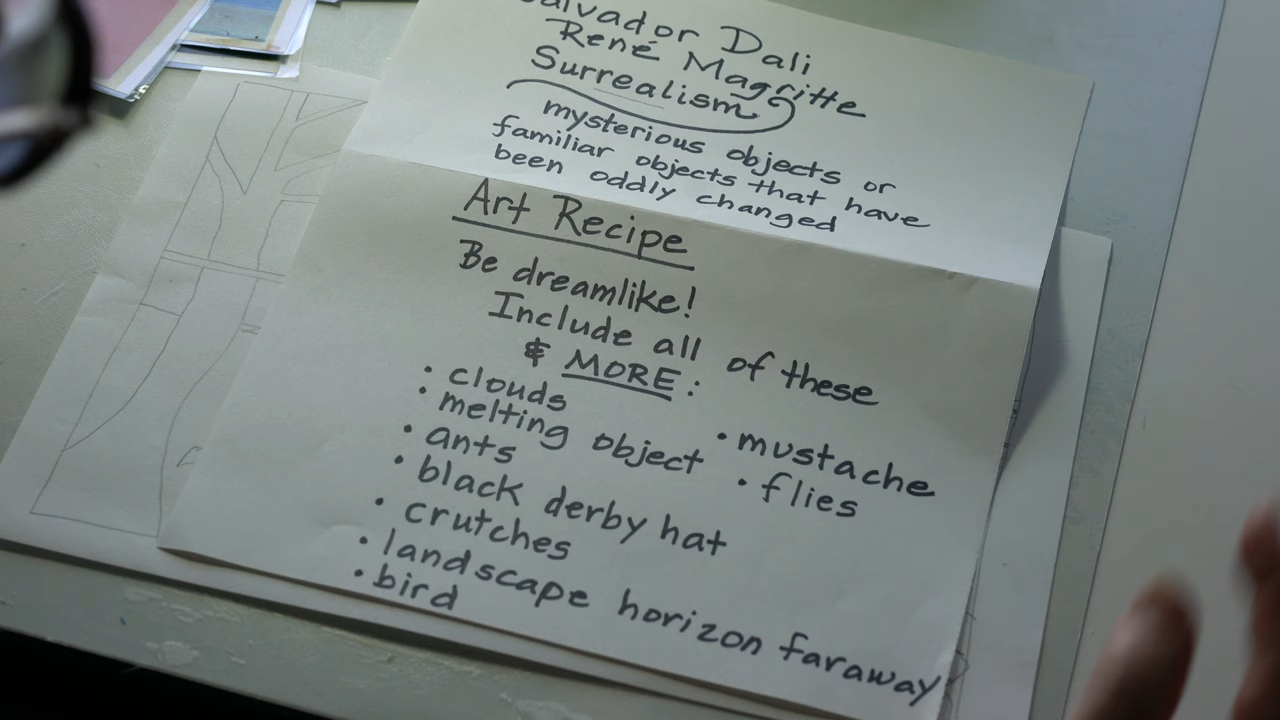 Salvador Dali
René Magritte
Surrealism
mysterious objects or
familiar objects that have
been oddly changed
Art Recipe
Be dreamlike!
Include all of these
& MORE:
• clouds
• melting object
• ants
• black derby hat
• crutches
• landscape horizon faraway
• bird
• mustache
• flies